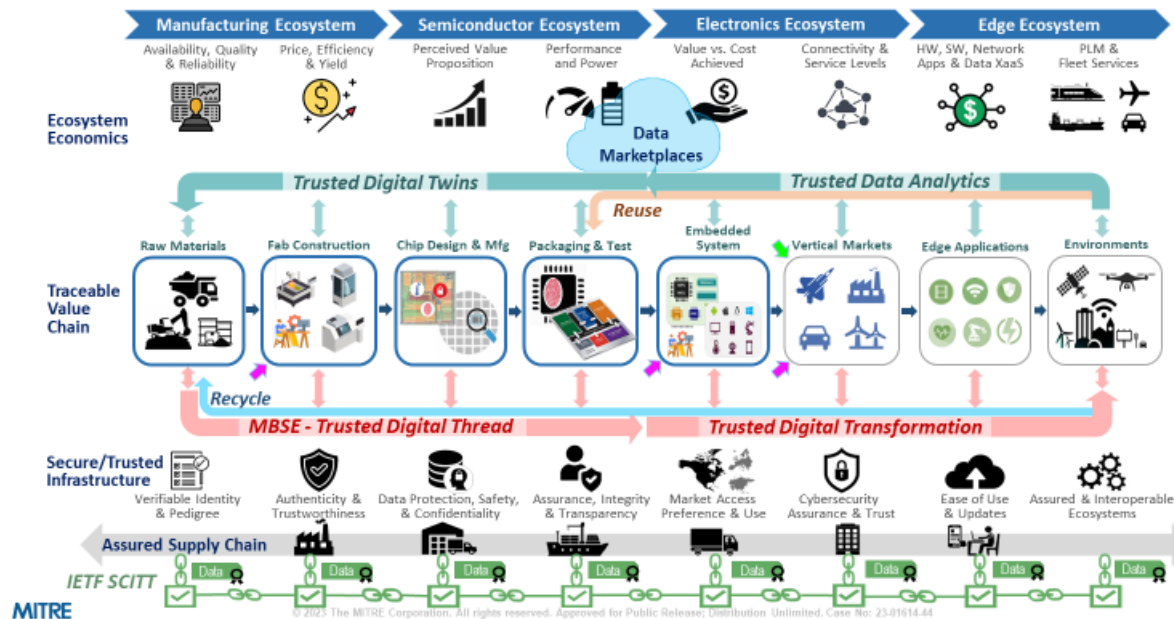 Manufacturing Ecosystem
Semiconductor Ecosystem
Electronics Ecosystem
Edge Ecosystem
Availability, Quality
& Reliability
Price, Efficiency
& Yield
Perceived Value
Proposition
Performance
and Power
Value vs. Cost
Achieved
Connectivity &
Service Levels
HW, SW, Network
Apps & Data XaaS
PLM &
Fleet Services
Ecosystem
Economics
Data
Marketplaces
Trusted Digital Twins
Trusted Data Analytics
Reuse
Raw Materials
Fab Construction
Chip Design & Mfg
Packaging & Test
Embedded
System
Vertical Markets
Edge Applications
Environments
Traceable
Value
Chain
Recycle
MBSE - Trusted Digital Thread
Trusted Digital Transformation
Secure/Trusted
Infrastructure
Verifiable Identity
& Pedigree
Authenticity &
Trustworthiness
Data Protection, Safety,
& Confidentiality
Assurance, Integrity
& Transparency
Market Access
Preference & Use
Cybersecurity
Assurance & Trust
Ease of Use
& Updates
Assured & Interoperable
Ecosystems
Assured Supply Chain
IETF SCITT
Data
Data
Data
Data
Data
Data
Data
MITRE
© 2023 The MITRE Corporation. All rights reserved. Approved for Public Release; Distribution Unlimited. Case No: 23-01614-44